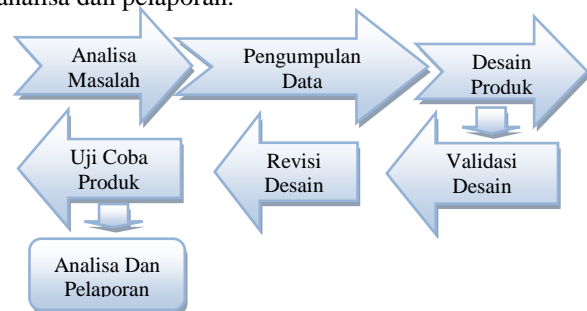 analisa dan pelaporan.
Analisa
Masalah
Pengumpulan
Data
Desain
Produk
Validasi
Desain
Revisi
Desain
Uji Coba
Produk
Analisa Dan
Pelaporan